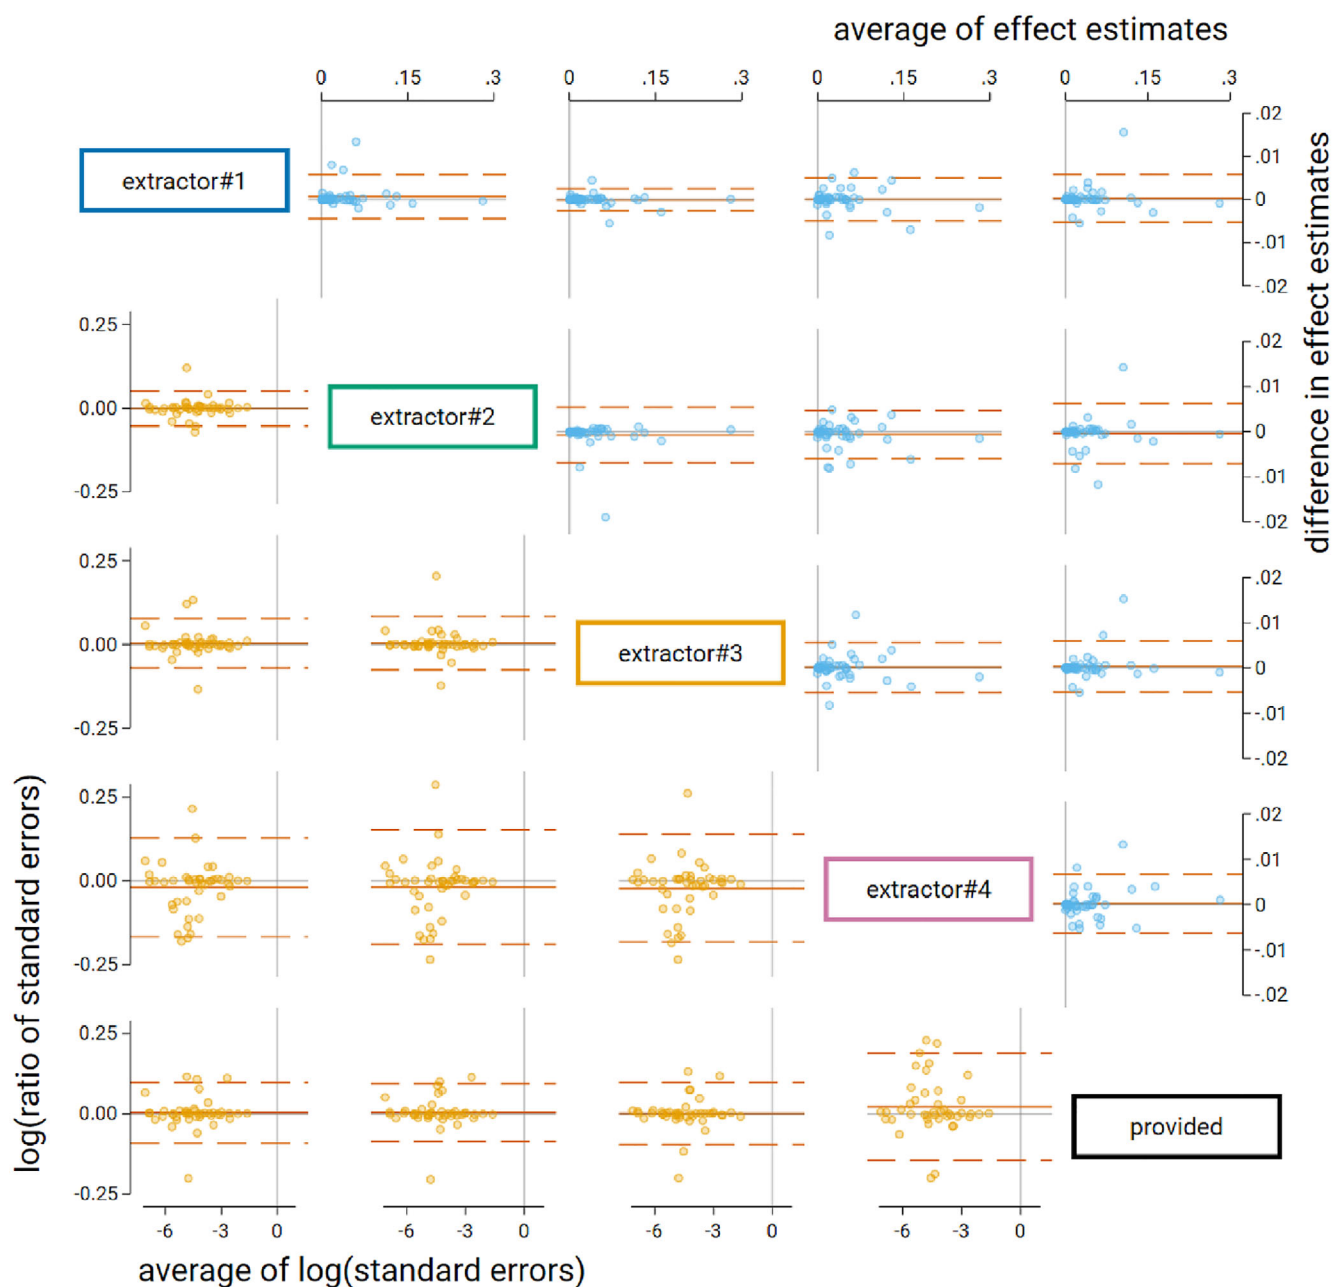 average of effect estimates
0 .15 .3 0 .15 .3 0 .15 .3 0 .15 .3
extractor#1
.02
.01
0
-.01
-.02
difference in effect estimates
0.25
0.00
-0.25
extractor#2
.02
.01
0
-.01
-.02
0.25
0.00
-0.25
extractor#3
.02
.01
0
-.01
-.02
log(ratio of standard errors)
0.25
0.00
-0.25
extractor#4
.02
.01
0
-.01
-.02
0.25
0.00
-0.25
provided
-6 -3 0 -6 -3 0 -6 -3 0 -6 -3 0
average of log(standard errors)